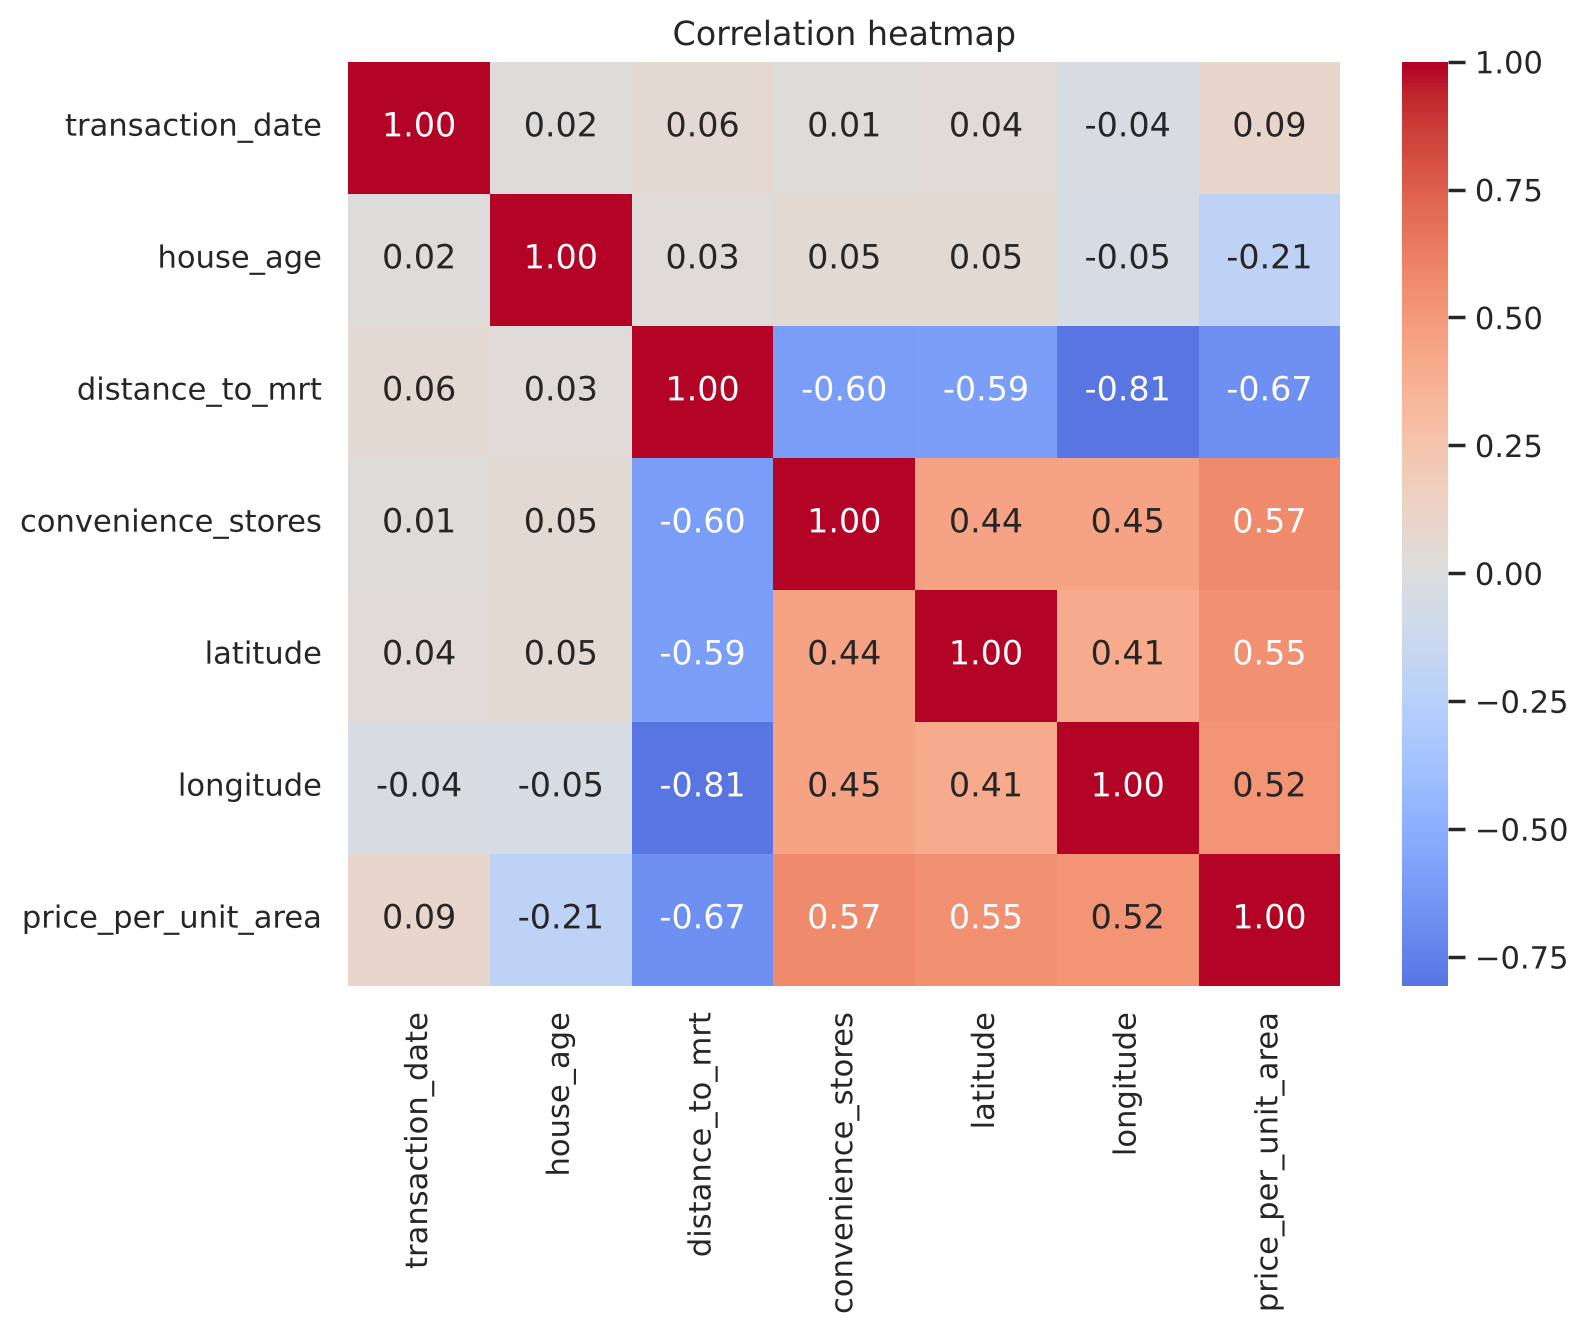 Correlation heatmap
transaction_date 1.00 0.02 0.06 0.01 0.04 -0.04 0.09
house_age 0.02 1.00 0.03 0.05 0.05 -0.05 -0.21
distance_to_mrt 0.06 0.03 1.00 -0.60 -0.59 -0.81 -0.67
convenience_stores 0.01 0.05 -0.60 1.00 0.44 0.45 0.57
latitude 0.04 0.05 -0.59 0.44 1.00 0.41 0.55
longitude -0.04 -0.05 -0.81 0.45 0.41 1.00 0.52
price_per_unit_area 0.09 -0.21 -0.67 0.57 0.55 0.52 1.00
transaction_date
house_age
distance_to_mrt
convenience_stores
latitude
longitude
price_per_unit_area
1.00
0.75
0.50
0.25
0.00
−0.25
−0.50
−0.75